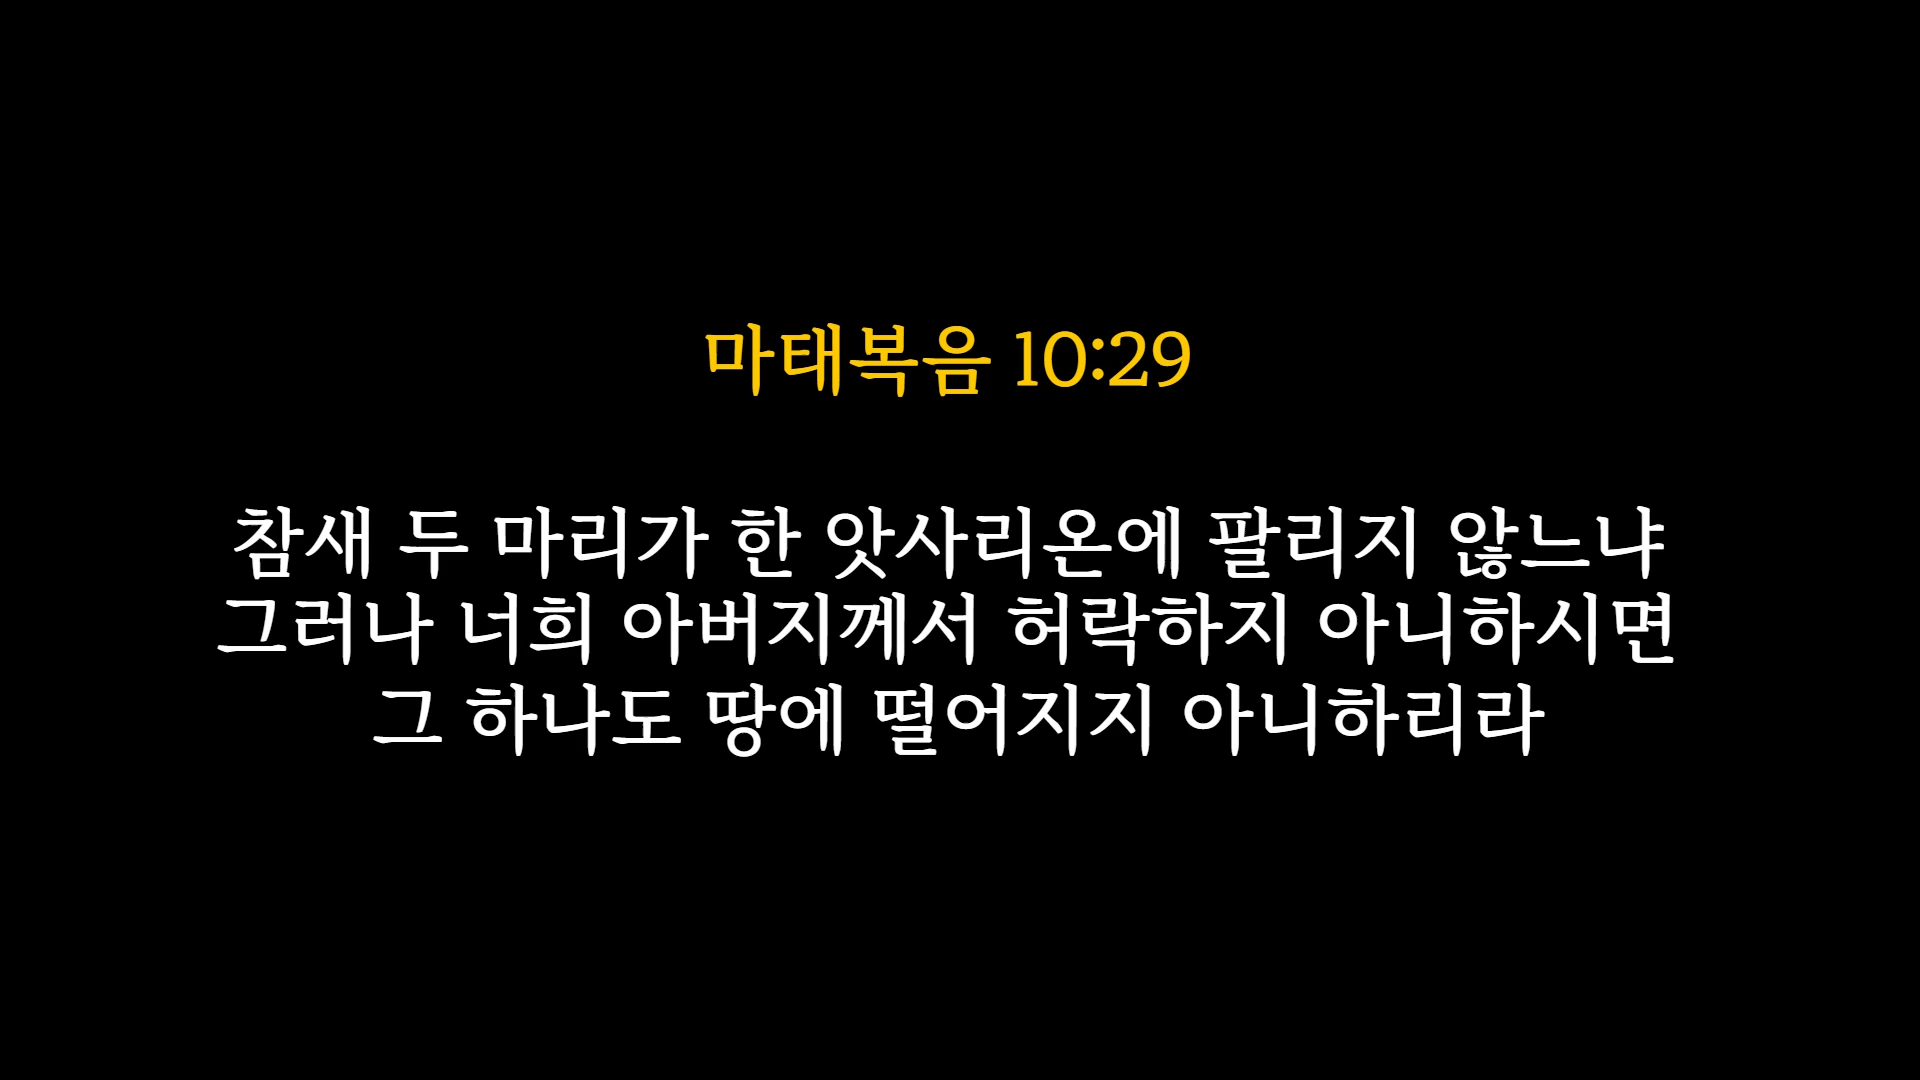 마태복음 10:29
참새 두 마리가 한 앗사리온에 팔리지 않느냐
그러나 너희 아버지께서 허락하지 아니하시면
그 하나도 땅에 떨어지지 아니하리라